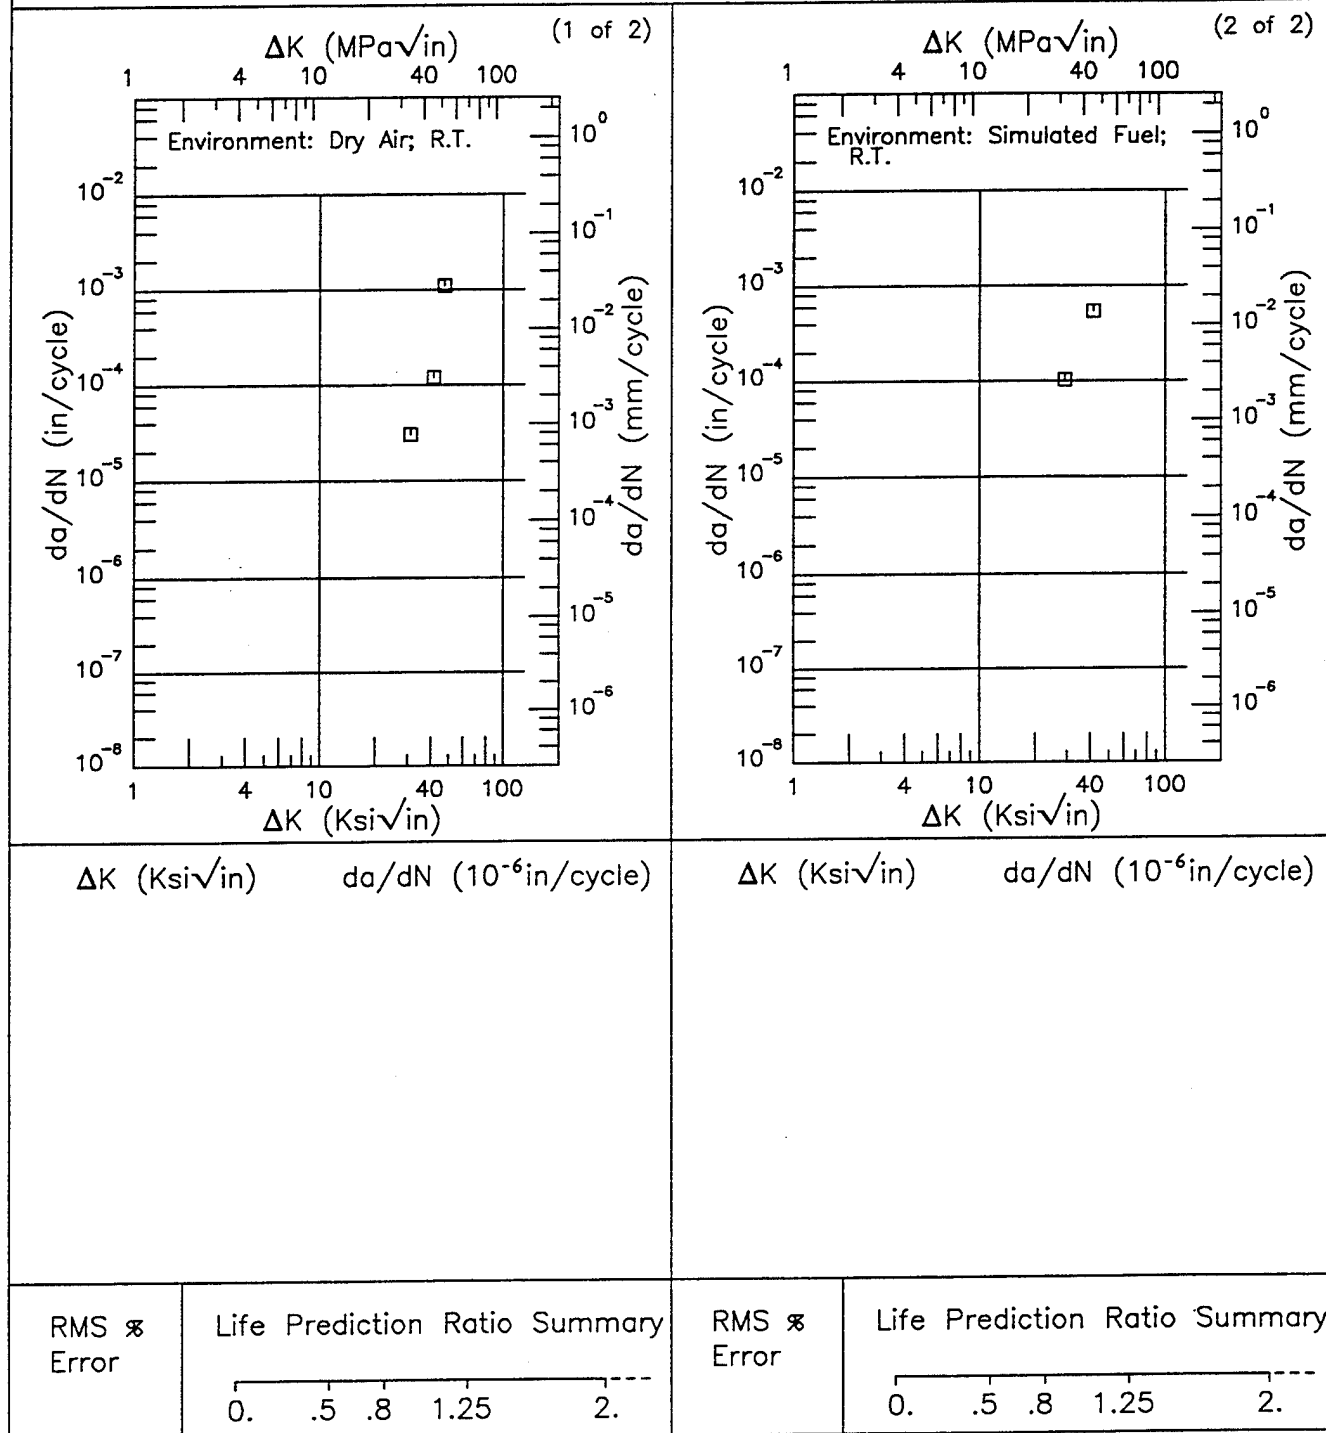 (1 of 2)
ΔK (MPa√in)
1 4 10 40 100
Environment: Dry Air; R.T.
da/dN (in/cycle)
10⁻²
10⁻³
10⁻⁴
10⁻⁵
10⁻⁶
10⁻⁷
10⁻⁸
10⁰
10⁻¹
10⁻²
10⁻³
10⁻⁴
10⁻⁵
10⁻⁶
da/dN (mm/cycle)
1 4 10 40 100
ΔK (Ksi√in)
ΔK (Ksi√in) da/dN (10⁻⁶in/cycle)
RMS %
Error
Life Prediction Ratio Summary
0. .5 .8 1.25 2.
(2 of 2)
ΔK (MPa√in)
1 4 10 40 100
Environment: Simulated Fuel;
R.T.
da/dN (in/cycle)
10⁻²
10⁻³
10⁻⁴
10⁻⁵
10⁻⁶
10⁻⁷
10⁻⁸
10⁰
10⁻¹
10⁻²
10⁻³
10⁻⁴
10⁻⁵
10⁻⁶
da/dN (mm/cycle)
1 4 10 40 100
ΔK (Ksi√in)
ΔK (Ksi√in) da/dN (10⁻⁶in/cycle)
RMS %
Error
Life Prediction Ratio Summary
0. .5 .8 1.25 2.